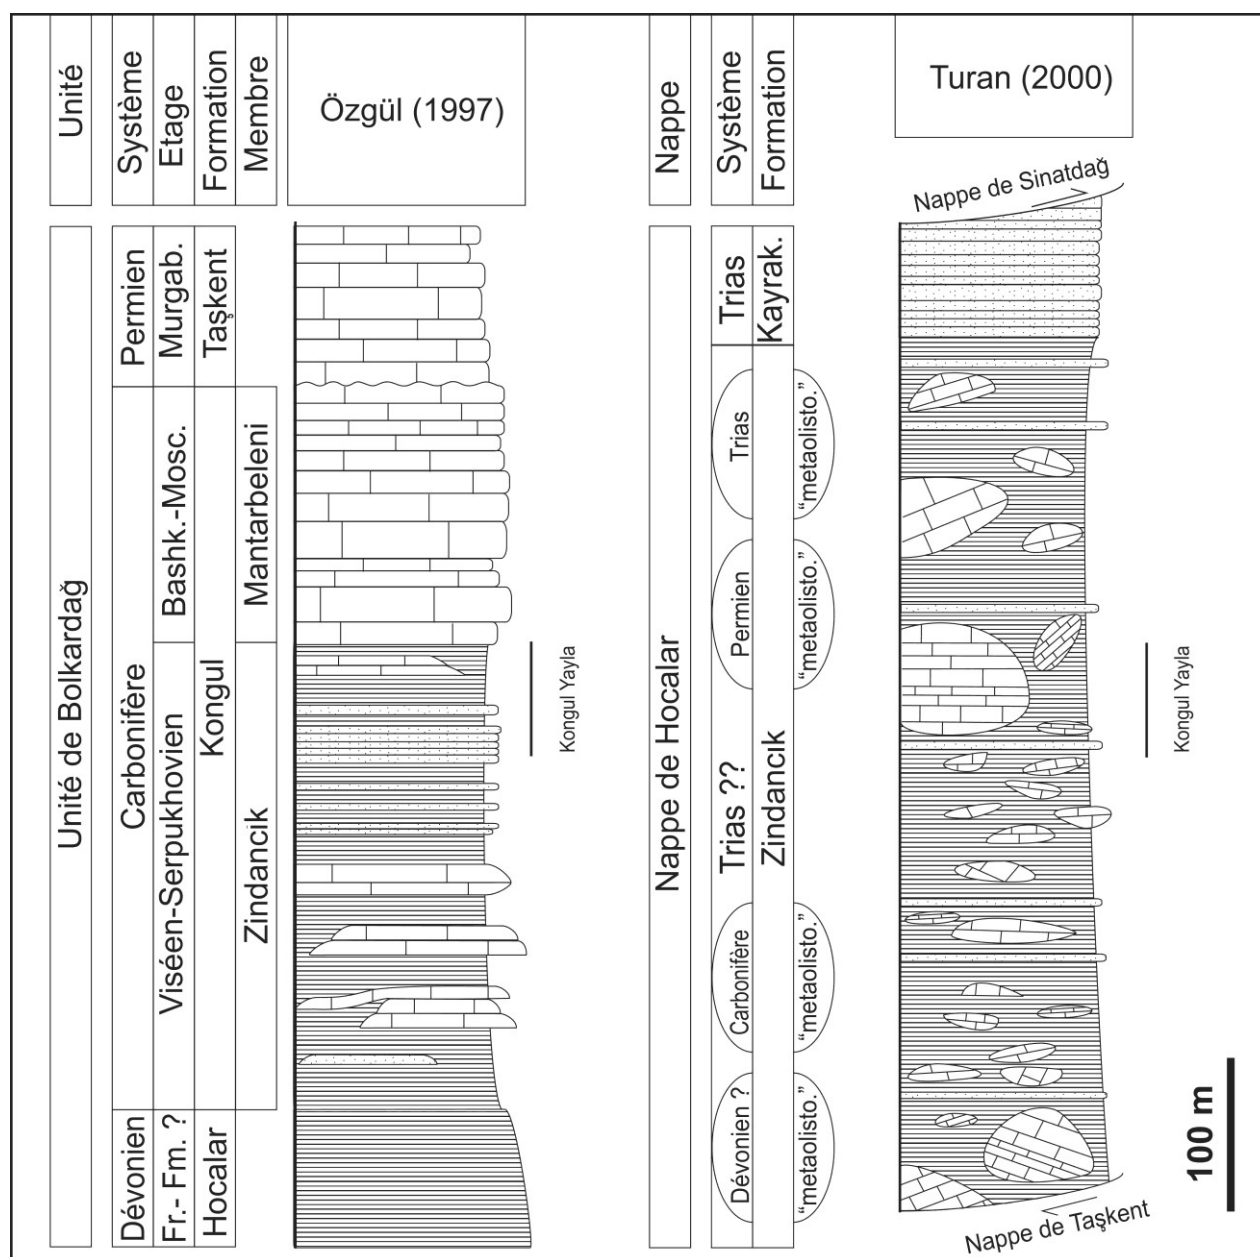 Unité
Système
Etage
Formation
Membre
Özgül (1997)
Unité de Bolkardağ
Permien
Murgab.
Taşkent
Carbonifère
Bashk.-Mosc.
Kongul
Mantarbeleni
Viséen-Serpukhovien
Zindancık
Dévonien
Fr.- Fm. ?
Hocalar
Kongul Yayla
Nappe
Système
Formation
Turan (2000)
Nappe de Sinatdağ
Nappe de Hocalar
Trias
Kayrak.
Trias
"metaolisto."
Permien
"metaolisto."
Trias ??
Zindancık
Carbonifère
"metaolisto."
Dévonien ?
"metaolisto."
Kongul Yayla
Nappe de Taşkent
100 m